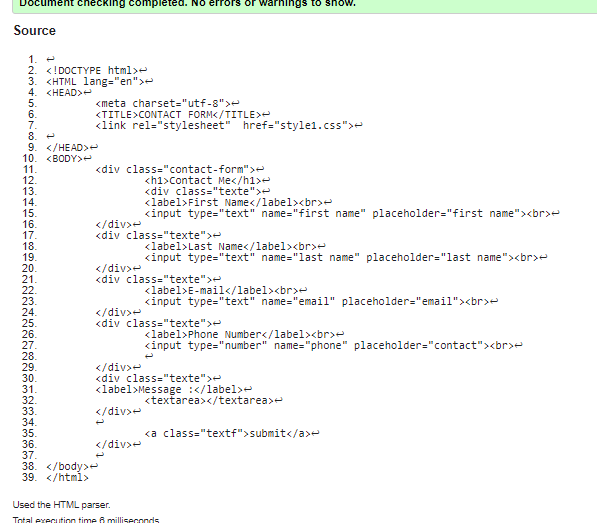 Document checking completed. No errors or warnings to show.
Source
1. ↩
2. <!DOCTYPE html>↩
3. <HTML lang="en">↩
4. <HEAD>↩
5. <meta charset="utf-8">↩
6. <TITLE>CONTACT FORM</TITLE>↩
7. <link rel="stylesheet"  href="style1.css">↩
8. ↩
9. </HEAD>↩
10. <BODY>↩
11. <div class="contact-form">↩
12. <h1>Contact Me</h1>↩
13. <div class="texte">↩
14. <label>First Name</label><br>↩
15. <input type="text" name="first name" placeholder="first name"><br>↩
16. </div>↩
17. <div class="texte">↩
18. <label>Last Name</label><br>↩
19. <input type="text" name="last name" placeholder="last name"><br>↩
20. </div>↩
21. <div class="texte">↩
22. <label>E-mail</label><br>↩
23. <input type="text" name="email" placeholder="email"><br>↩
24. </div>↩
25. <div class="texte">↩
26. <label>Phone Number</label><br>↩
27. <input type="number" name="phone" placeholder="contact"><br>↩
28. ↩
29. </div>↩
30. <div class="texte">↩
31. <label>Message :</label>↩
32. <textarea></textarea>↩
33. </div>↩
34. ↩
35. <a class="textf">submit</a>↩
36. </div>↩
37. ↩
38. </body>↩
39. </html>
Used the HTML parser.
Total execution time 6 milliseconds